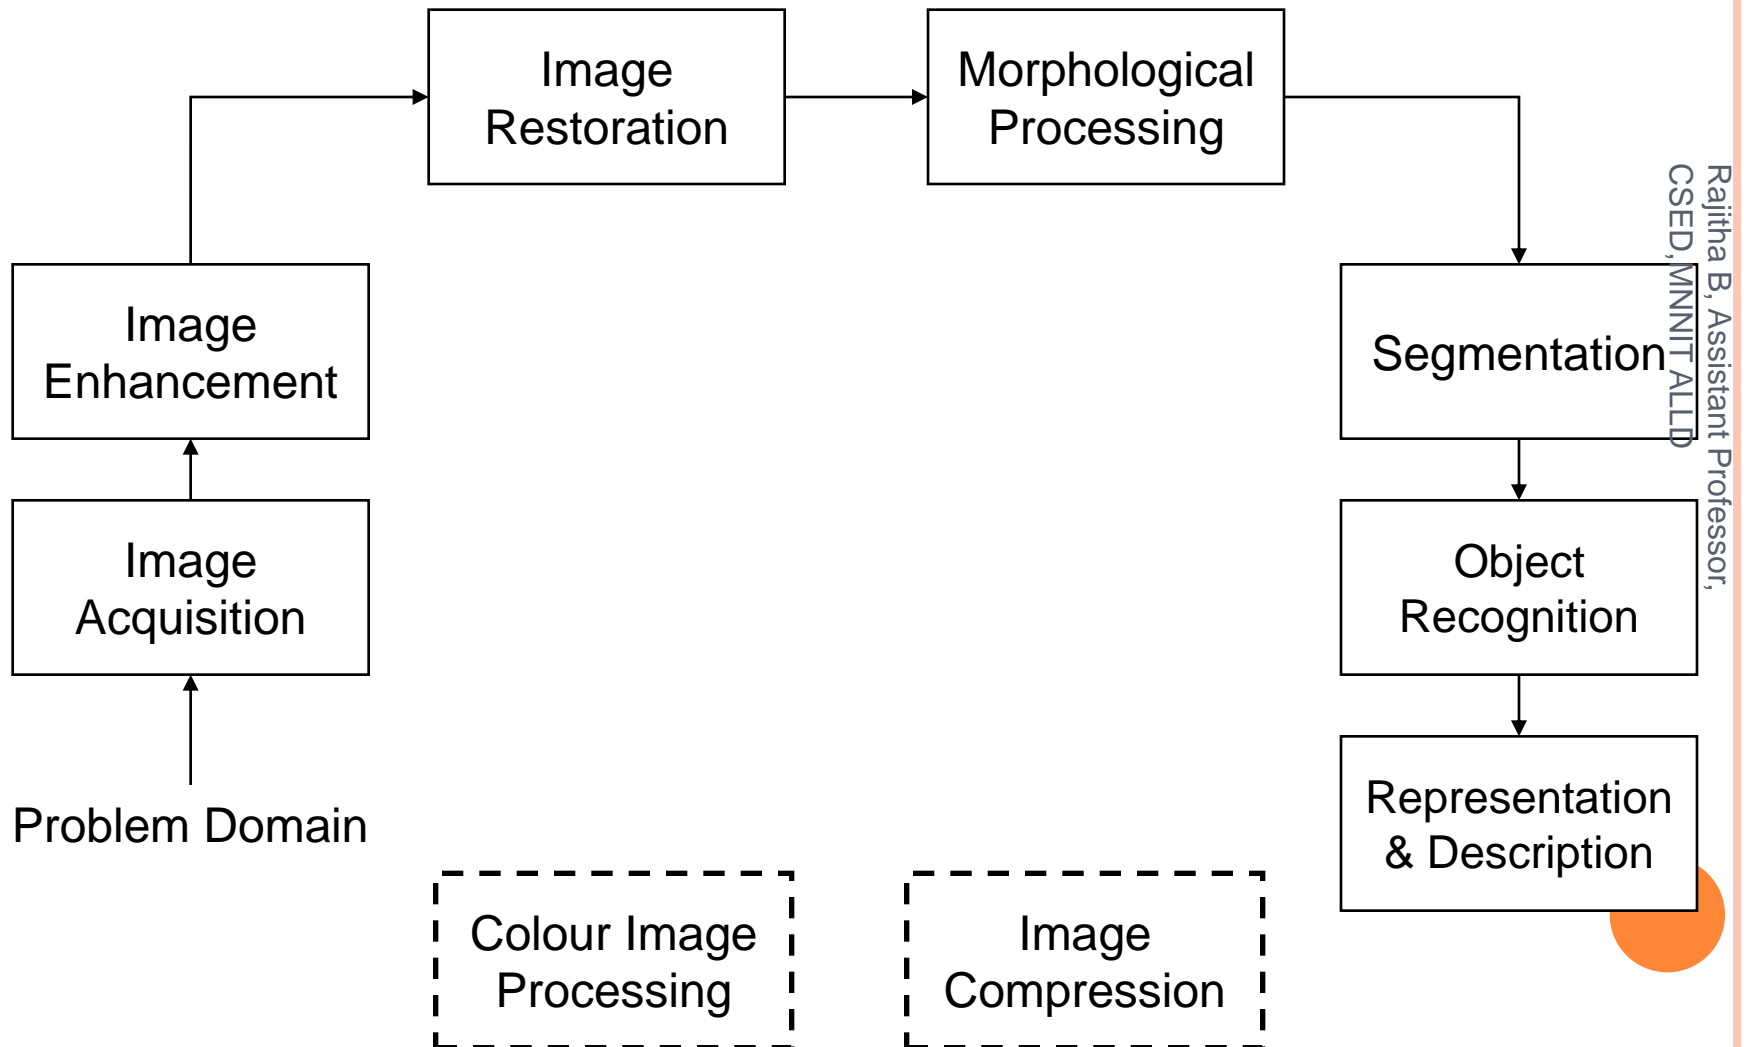 Image
Restoration
Morphological
Processing
Image
Enhancement
Segmentation
Image
Acquisition
Object
Recognition
Problem Domain
Representation
& Description
Colour Image
Processing
Image
Compression
Rajitha B, Assistant Professor,
CSED,MNNIT ALLD